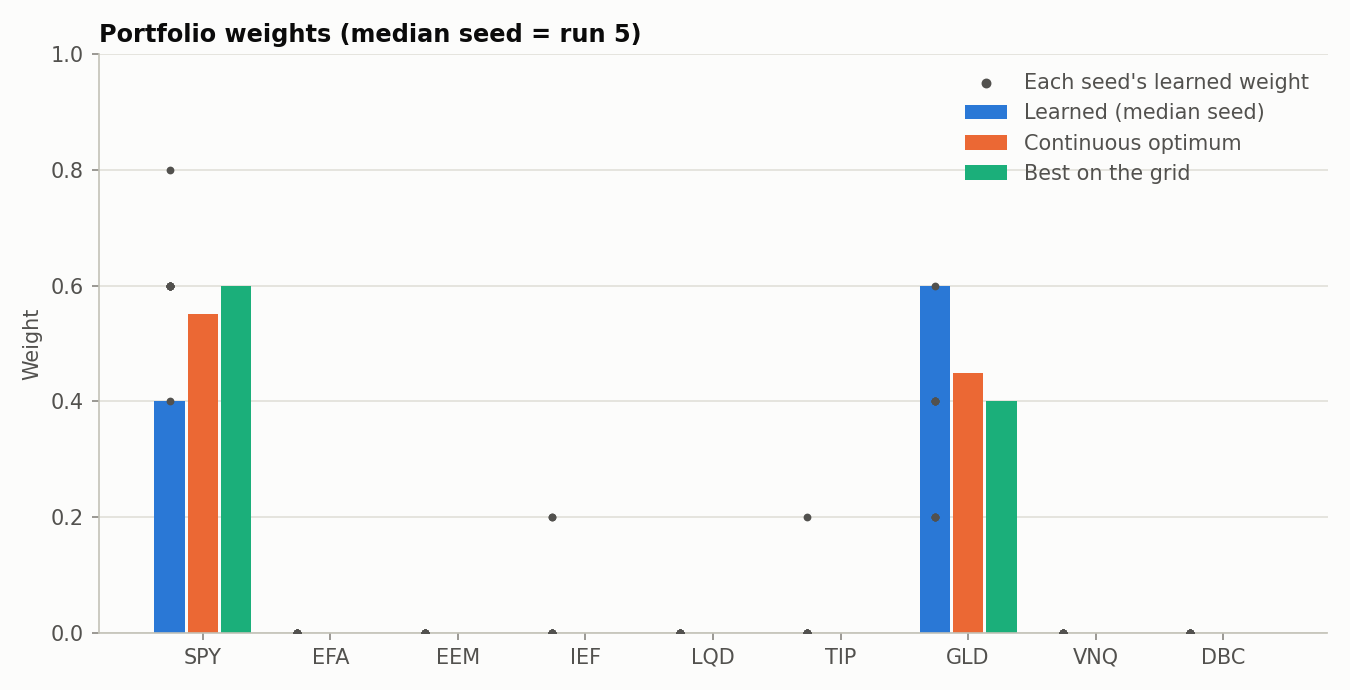 Portfolio weights (median seed = run 5)
1.0
0.8
0.6
0.4
0.2
0.0
Weight
Each seed's learned weight
Learned (median seed)
Continuous optimum
Best on the grid
SPY EFA EEM IEF LQD TIP GLD VNQ DBC